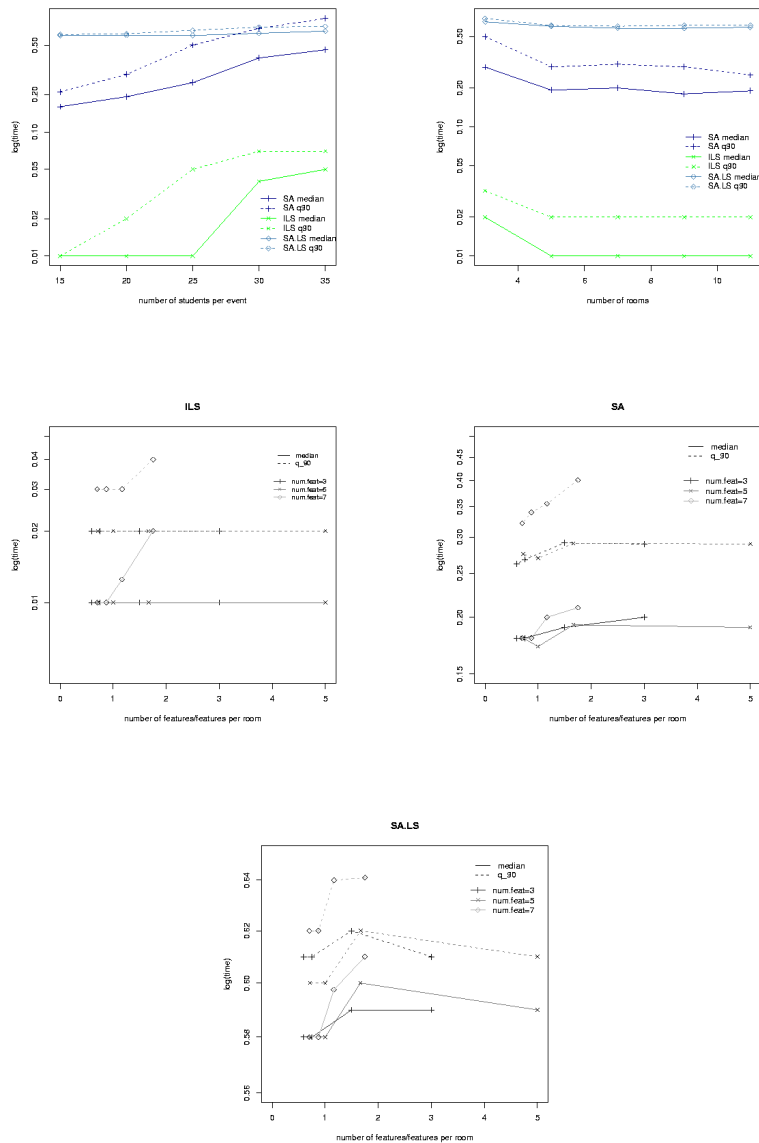 0.50
0.20
0.10
0.05
0.02
0.01
log(time)
15 20 25 30 35
number of students per event
SA median
SA q90
ILS median
ILS q90
SA.LS median
SA.LS q90
0.50
0.20
0.10
0.05
0.02
0.01
log(time)
4 6 8 10
number of rooms
SA median
SA q90
ILS median
ILS q90
SA.LS median
SA.LS q90
ILS
0.04
0.03
0.02
0.01
log(time)
0 1 2 3 4 5
number of features/features per room
median
q_90
num.feat=3
num.feat=5
num.feat=7
SA
0.45
0.40
0.35
0.30
0.25
0.20
0.15
log(time)
0 1 2 3 4 5
number of features/features per room
median
q_90
num.feat=3
num.feat=5
num.feat=7
SA.LS
0.64
0.62
0.60
0.58
0.56
log(time)
0 1 2 3 4 5
number of features/features per room
median
q_90
num.feat=3
num.feat=5
num.feat=7